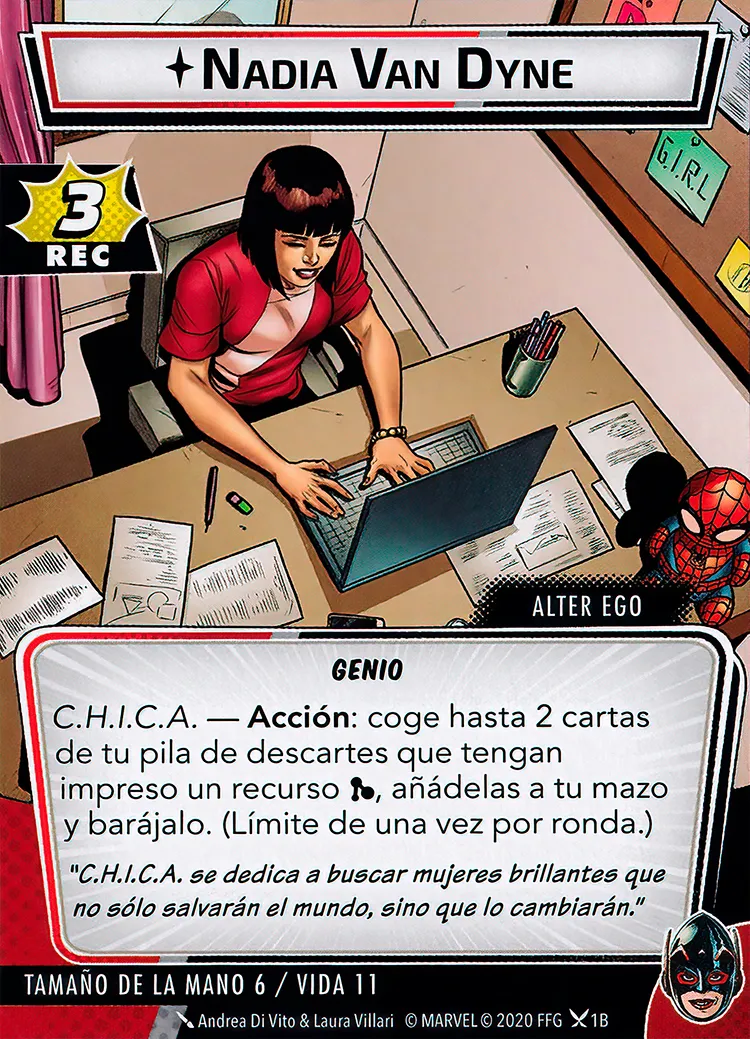 NADIA VAN DYNE
G.I.R.L
3
REC
ALTER EGO
GENIO
C.H.I.C.A. — Acción: coge hasta 2 cartas
de tu pila de descartes que tengan
impreso un recurso , añádelas a tu mazo
y barájalo. (Límite de una vez por ronda.)
"C.H.I.C.A. se dedica a buscar mujeres brillantes que
no sólo salvarán el mundo, sino que lo cambiarán."
TAMAÑO DE LA MANO 6 / VIDA 11
Andrea Di Vito & Laura Villari © MARVEL © 2020 FFG 1B